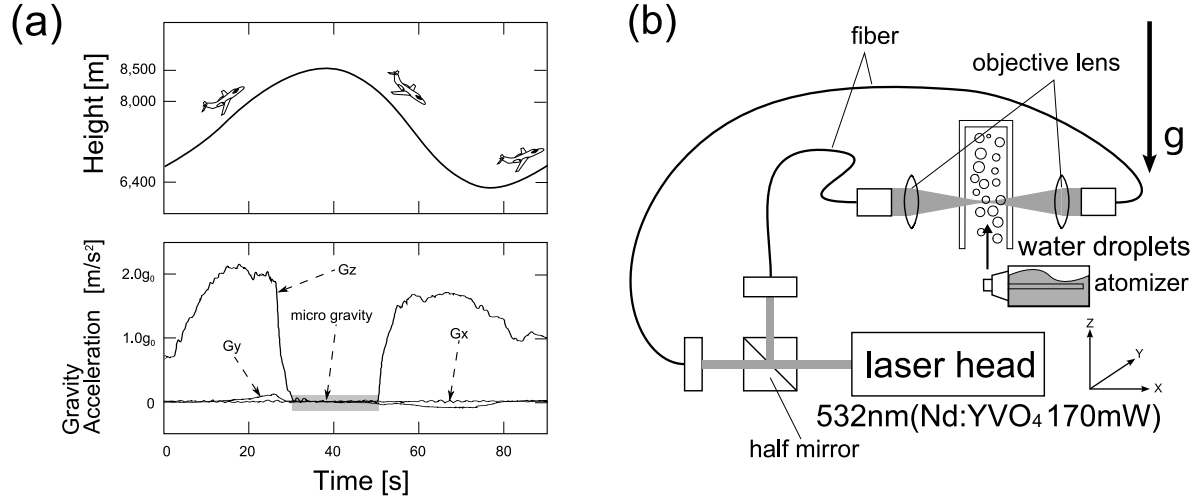 (a)
Height [m]
8,500
8,000
6,400
Gravity
Acceleration [m/s²]
2.0g₀
1.0g₀
0
Gz
micro gravity
Gy
Gx
0
20
40
60
80
Time [s]
(b)
fiber
objective lens
g
water droplets
atomizer
laser head
532nm(Nd:YVO₄ 170mW)
half mirror
Z
Y
X